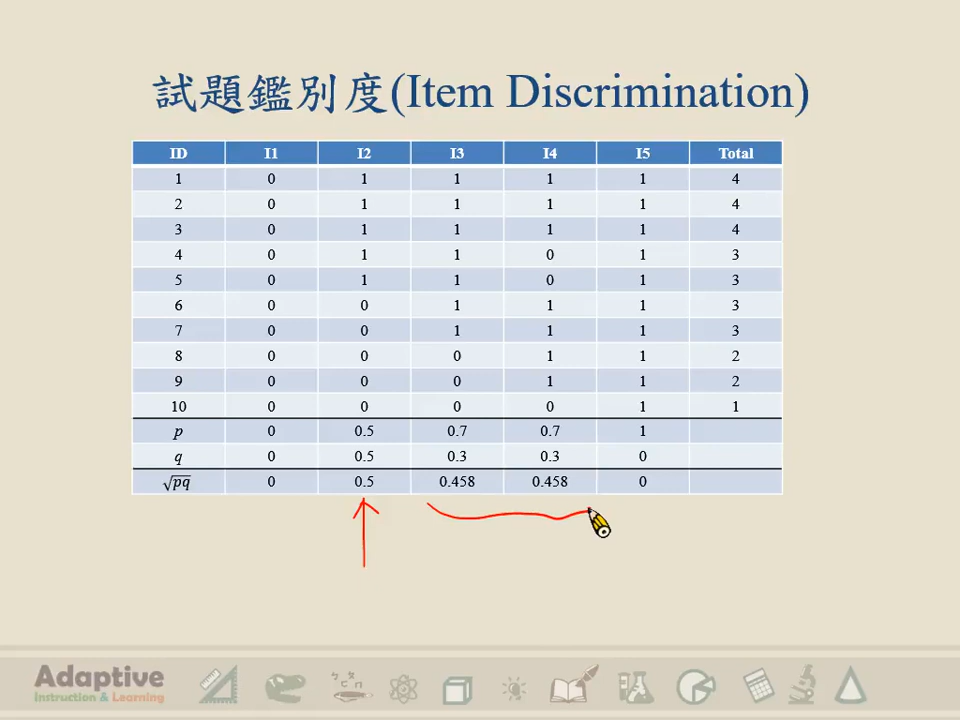 試題鑑別度(Item Discrimination)
ID I1 I2 I3 I4 I5 Total
1 0 1 1 1 1 4
2 0 1 1 1 1 4
3 0 1 1 1 1 4
4 0 1 1 0 1 3
5 0 1 1 0 1 3
6 0 0 1 1 1 3
7 0 0 1 1 1 3
8 0 0 0 1 1 2
9 0 0 0 1 1 2
10 0 0 0 0 1 1
p 0 0.5 0.7 0.7 1
q 0 0.5 0.3 0.3 0
√pq 0 0.5 0.458 0.458 0
Adaptive
Instruction & Learning